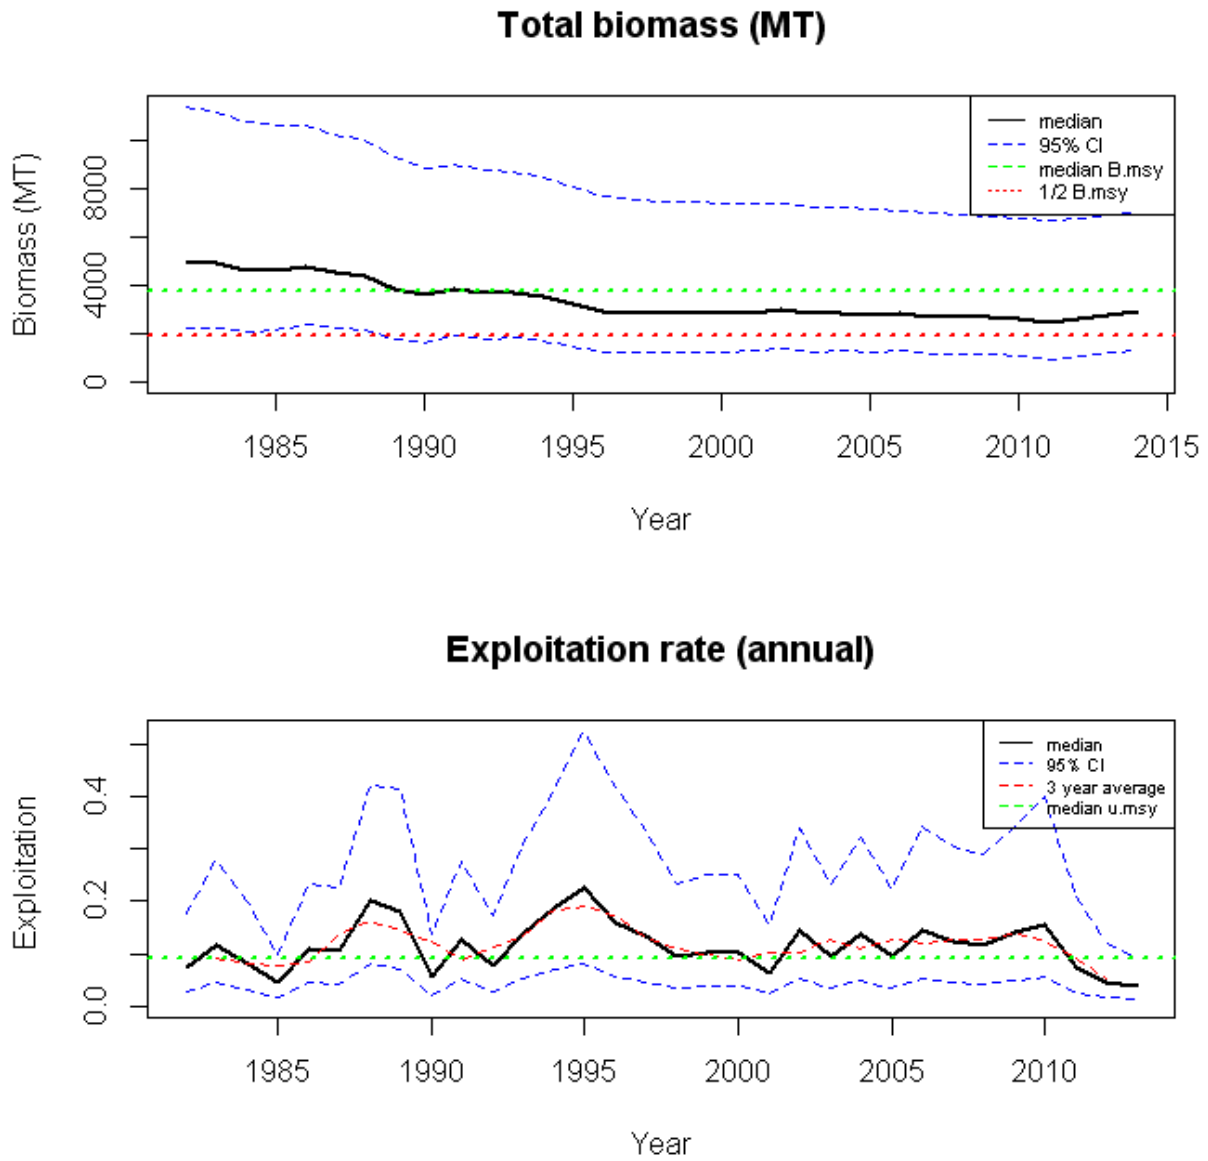 Total biomass (MT)
Biomass (MT)
8000
4000
0
median
95% CI
median B.msy
1/2 B.msy
1985 1990 1995 2000 2005 2010 2015
Year
Exploitation rate (annual)
Exploitation
0.4
0.2
0.0
median
95% CI
3 year average
median u.msy
1985 1990 1995 2000 2005 2010
Year